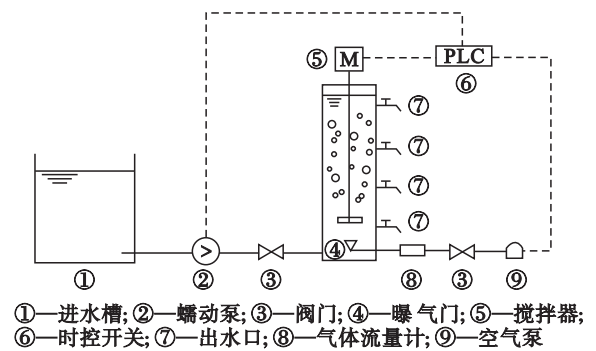 PLC
⑤ M
⑥
⑦
⑦
⑦
⑦
④
① ② ③ ⑧ ③ ⑨
①—进水槽; ②—蠕动泵; ③—阀门; ④—曝 气门; ⑤—搅拌器;
⑥—时控开关; ⑦—出水口; ⑧—气体流量计; ⑨—空气泵